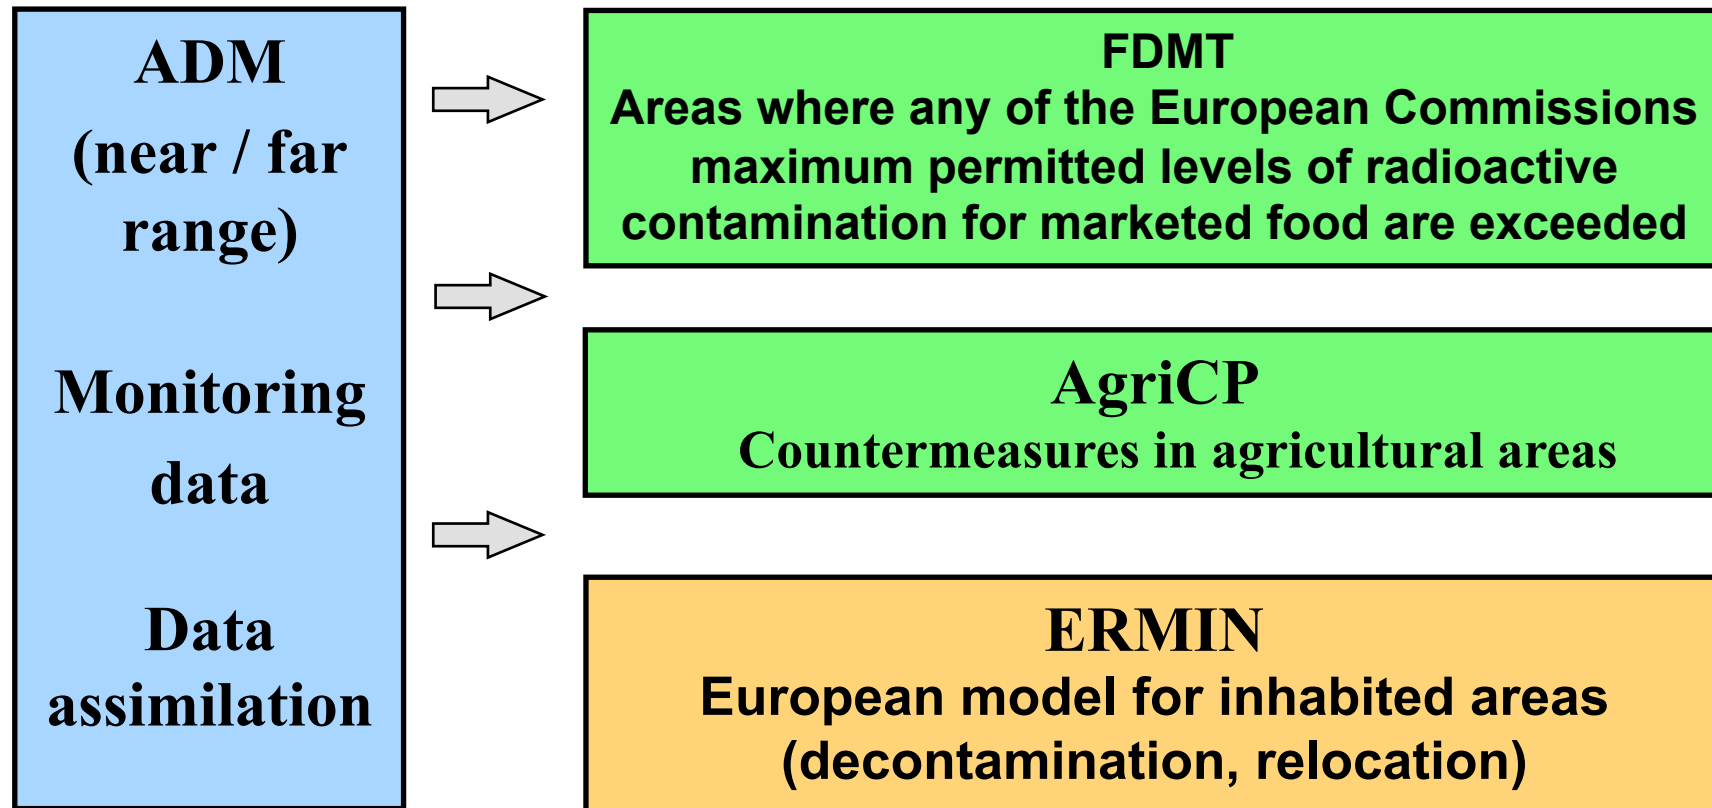 ADM
(near / far
range)
Monitoring
data
Data
assimilation
FDMT
Areas where any of the European Commissions
maximum permitted levels of radioactive
contamination for marketed food are exceeded
AgriCP
Countermeasures in agricultural areas
ERMIN
European model for inhabited areas
(decontamination, relocation)